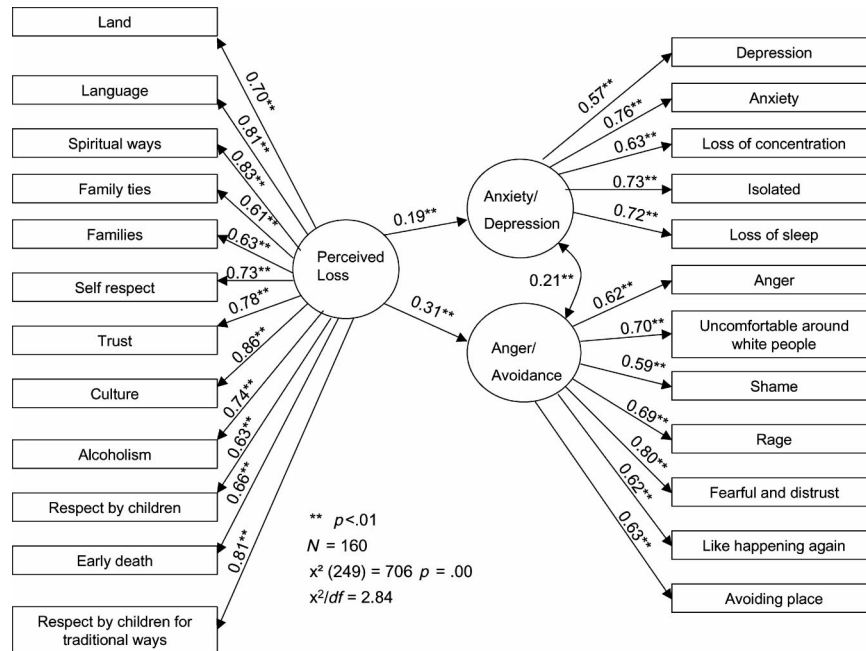 Land
Language
Spiritual ways
Family ties
Families
Self respect
Trust
Culture
Alcoholism
Respect by children
Early death
Respect by children for
traditional ways
0.70**
0.81**
0.83**
0.61**
0.63**
0.73**
0.78**
0.86**
0.74**
0.63**
0.66**
0.81**
Perceived
Loss
0.19**
0.31**
Anxiety/
Depression
0.21**
Anger/
Avoidance
0.57**
0.76**
0.63**
0.73**
0.72**
0.62**
0.70**
0.59**
0.69**
0.80**
0.62**
0.63**
Depression
Anxiety
Loss of concentration
Isolated
Loss of sleep
Anger
Uncomfortable around
white people
Shame
Rage
Fearful and distrust
Like happening again
Avoiding place
** p<.01
N = 160
x² (249) = 706 p = .00
x²/df = 2.84